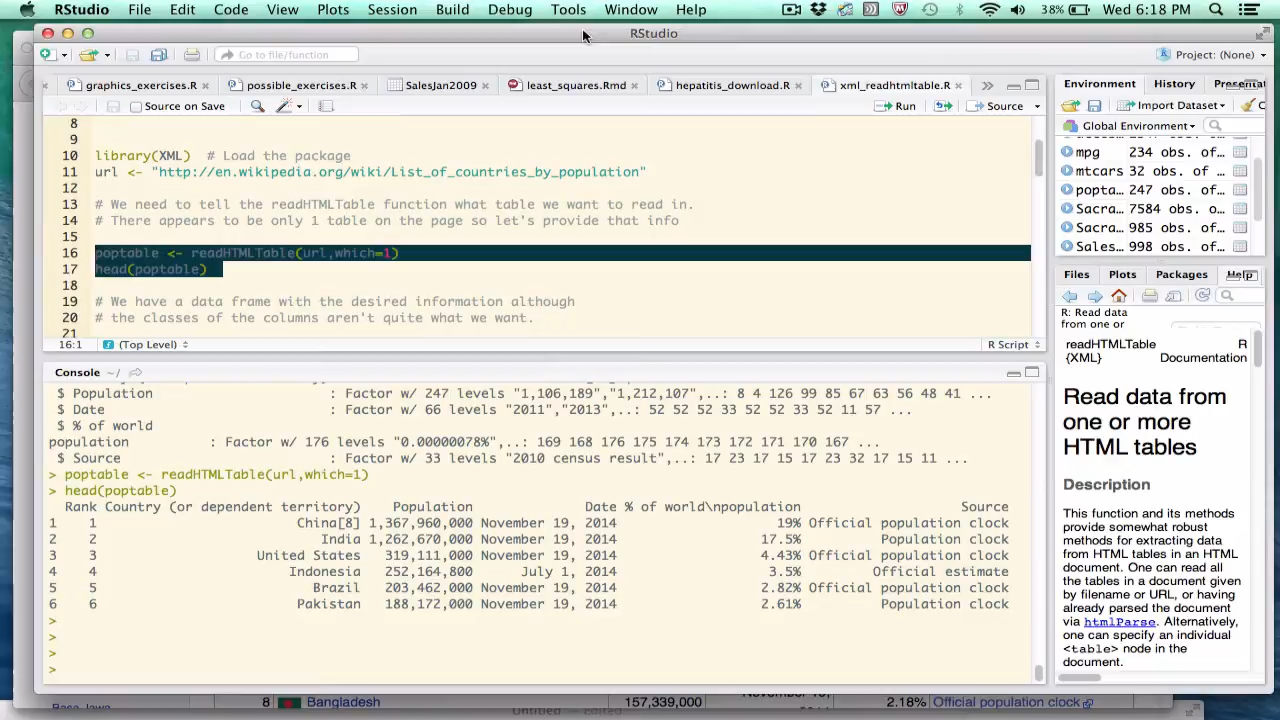 RStudio File Edit Code View Plots Session Build Debug Tools Window Help 38% Wed 6:18 PM
RStudio
Go to file/function Project: (None)
graphics_exercises.R possible_exercises.R SalesJan2009 least_squares.Rmd hepatitis_download.R xml_readhtmltable.R
Source on Save Run Source
8
9
10 library(XML)  # Load the package
11 url <- "http://en.wikipedia.org/wiki/List_of_countries_by_population"
12
13 # We need to tell the readHTMLTable function what table we want to read in.
14 # There appears to be only 1 table on the page so let's provide that info
15
16 poptable <- readHTMLTable(url,which=1)
17 head(poptable)
18
19 # We have a data frame with the desired information although
20 # the classes of the columns aren't quite what we want.
21
16:1 (Top Level) R Script
Console ~/
$ Population : Factor w/ 247 levels "1,106,189","1,212,107",..: 8 4 126 99 85 67 63 56 48 41 ...
$ Date : Factor w/ 66 levels "2011","2013",..: 52 52 52 33 52 52 33 52 11 57 ...
$ % of world
population : Factor w/ 176 levels "0.00000078%",..: 169 168 176 175 174 173 172 171 170 167 ...
$ Source : Factor w/ 33 levels "2010 census result",..: 17 23 17 15 17 23 32 17 15 11 ...
> poptable <- readHTMLTable(url,which=1)
> head(poptable)
Rank Country (or dependent territory) Population Date % of world\npopulation Source
1 1 China[8] 1,367,960,000 November 19, 2014 19% Official population clock
2 2 India 1,262,670,000 November 19, 2014 17.5% Population clock
3 3 United States 319,111,000 November 19, 2014 4.43% Official population clock
4 4 Indonesia 252,164,800 July 1, 2014 3.5% Official estimate
5 5 Brazil 203,462,000 November 19, 2014 2.82% Official population clock
6 6 Pakistan 188,172,000 November 19, 2014 2.61% Population clock
>
>
>
>
Environment History
Import Dataset
Global Environment
mpg 234 obs. of…
mtcars 32 obs. of…
popta… 247 obs. of…
Sacra… 7584 obs. of…
Sacra… 985 obs. of…
Sales… 998 obs. of…
Files Plots Packages Help
R: Read data
from one or
readHTMLTable R
{XML} Documentation
Read data from
one or more
HTML tables
Description
This function and its methods
provide somewhat robust
methods for extracting data
from HTML tables in an HTML
document. One can read all
the tables in a document given
by filename or URL, or having
already parsed the document
via htmlParse. Alternatively,
one can specify an individual
<table> node in the
document.
8 Bangladesh 157,339,000 2.18% Official population clock